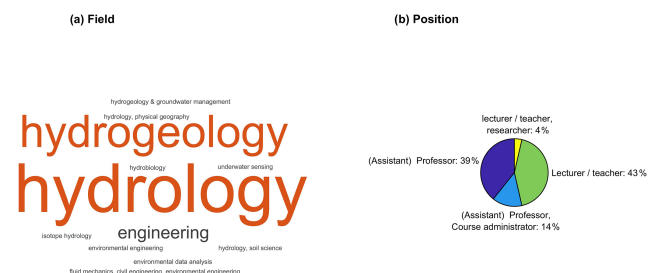 (a) Field
hydrogeology & groundwater management
hydrology, physical geography
hydrogeology
hydrobiology
underwater sensing
hydrology
isotope hydrology
engineering
environmental engineering
hydrology, soil science
environmental data analysis
fluid mechanics, civil engineering, environmental engineering
(b) Position
lecturer / teacher,
researcher: 4%
(Assistant) Professor: 39%
Lecturer / teacher: 43%
(Assistant) Professor,
Course administrator: 14%